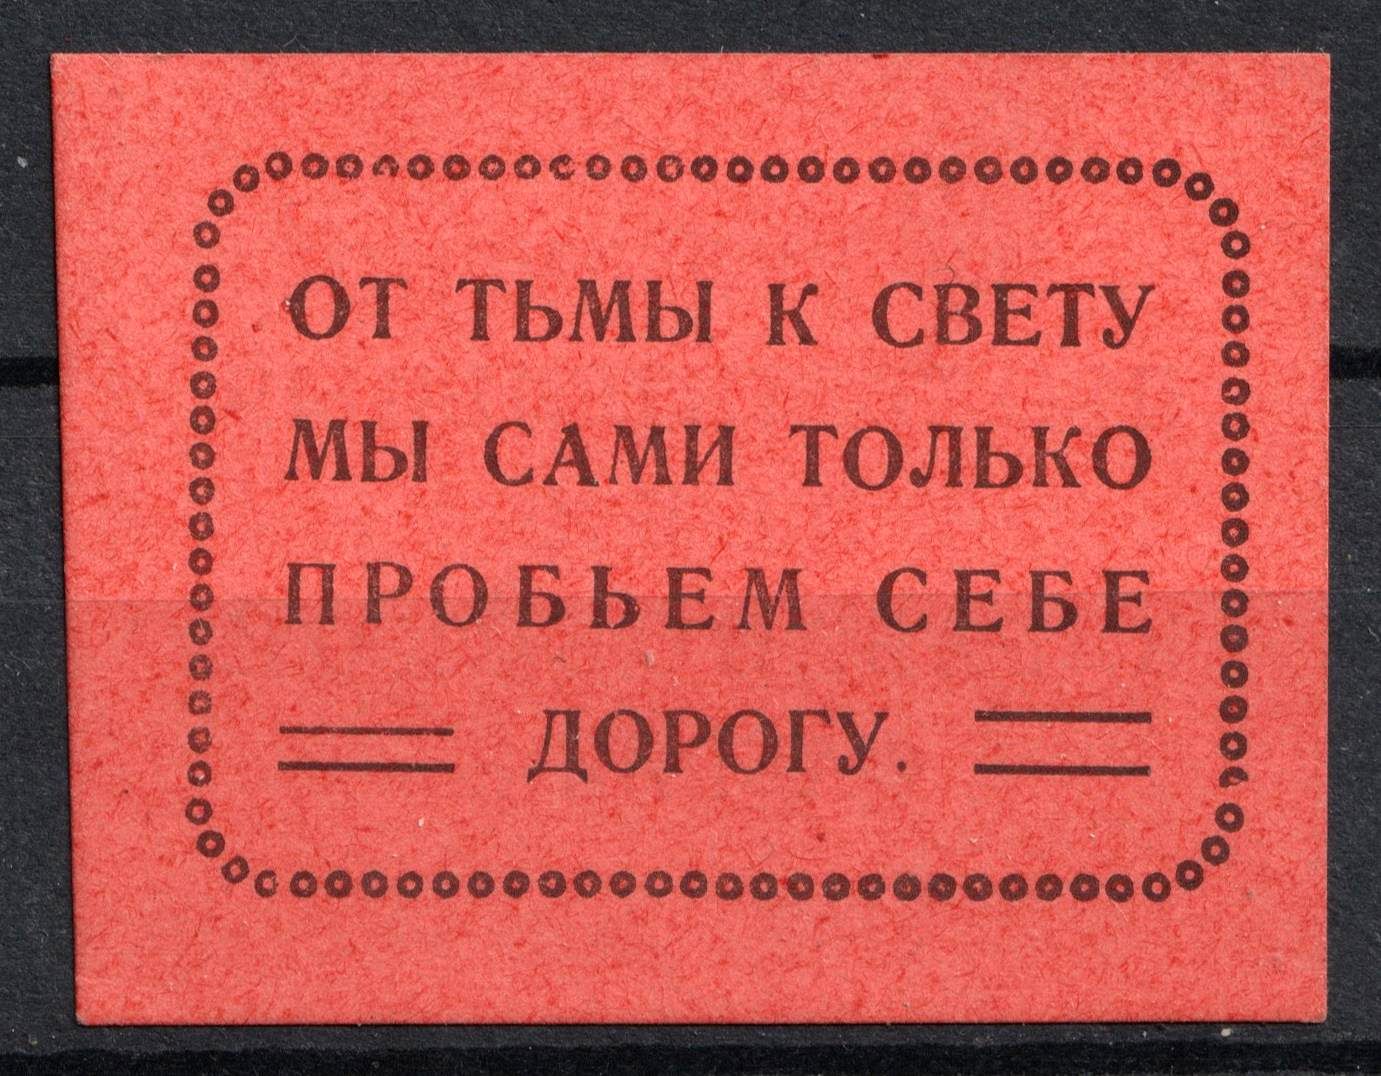 ОТ ТЬМЫ К СВЕТУ
МЫ САМИ ТОЛЬКО
ПРОБЬЕМ СЕБЕ
ДОРОГУ.